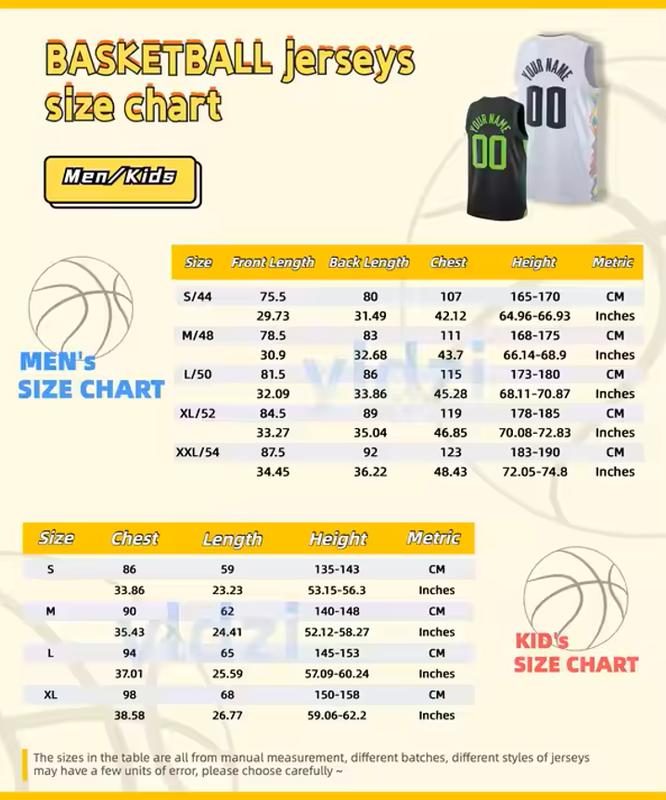 BASKETBALL jerseys
size chart
YOUR NAME
00
YOUR NAME
00
Men/Kids
Size Front Length Back Length Chest Height Metric
S/44 75.5 80 107 165-170 CM
29.73 31.49 42.12 64.96-66.93 Inches
M/48 78.5 83 111 168-175 CM
30.9 32.68 43.7 66.14-68.9 Inches
L/50 81.5 86 115 173-180 CM
32.09 33.86 45.28 68.11-70.87 Inches
XL/52 84.5 89 119 178-185 CM
33.27 35.04 46.85 70.08-72.83 Inches
XXL/54 87.5 92 123 183-190 CM
34.45 36.22 48.43 72.05-74.8 Inches
MEN's
SIZE CHART
yldzi
Size Chest Length Height Metric
S 86 59 135-143 CM
33.86 23.23 53.15-56.3 Inches
M 90 62 140-148 CM
35.43 24.41 52.12-58.27 Inches
L 94 65 145-153 CM
37.01 25.59 57.09-60.24 Inches
XL 98 68 150-158 CM
38.58 26.77 59.06-62.2 Inches
yldzi
KID's
SIZE CHART
The sizes in the table are all from manual measurement, different batches, different styles of jerseys
may have a few units of error, please choose carefully ~